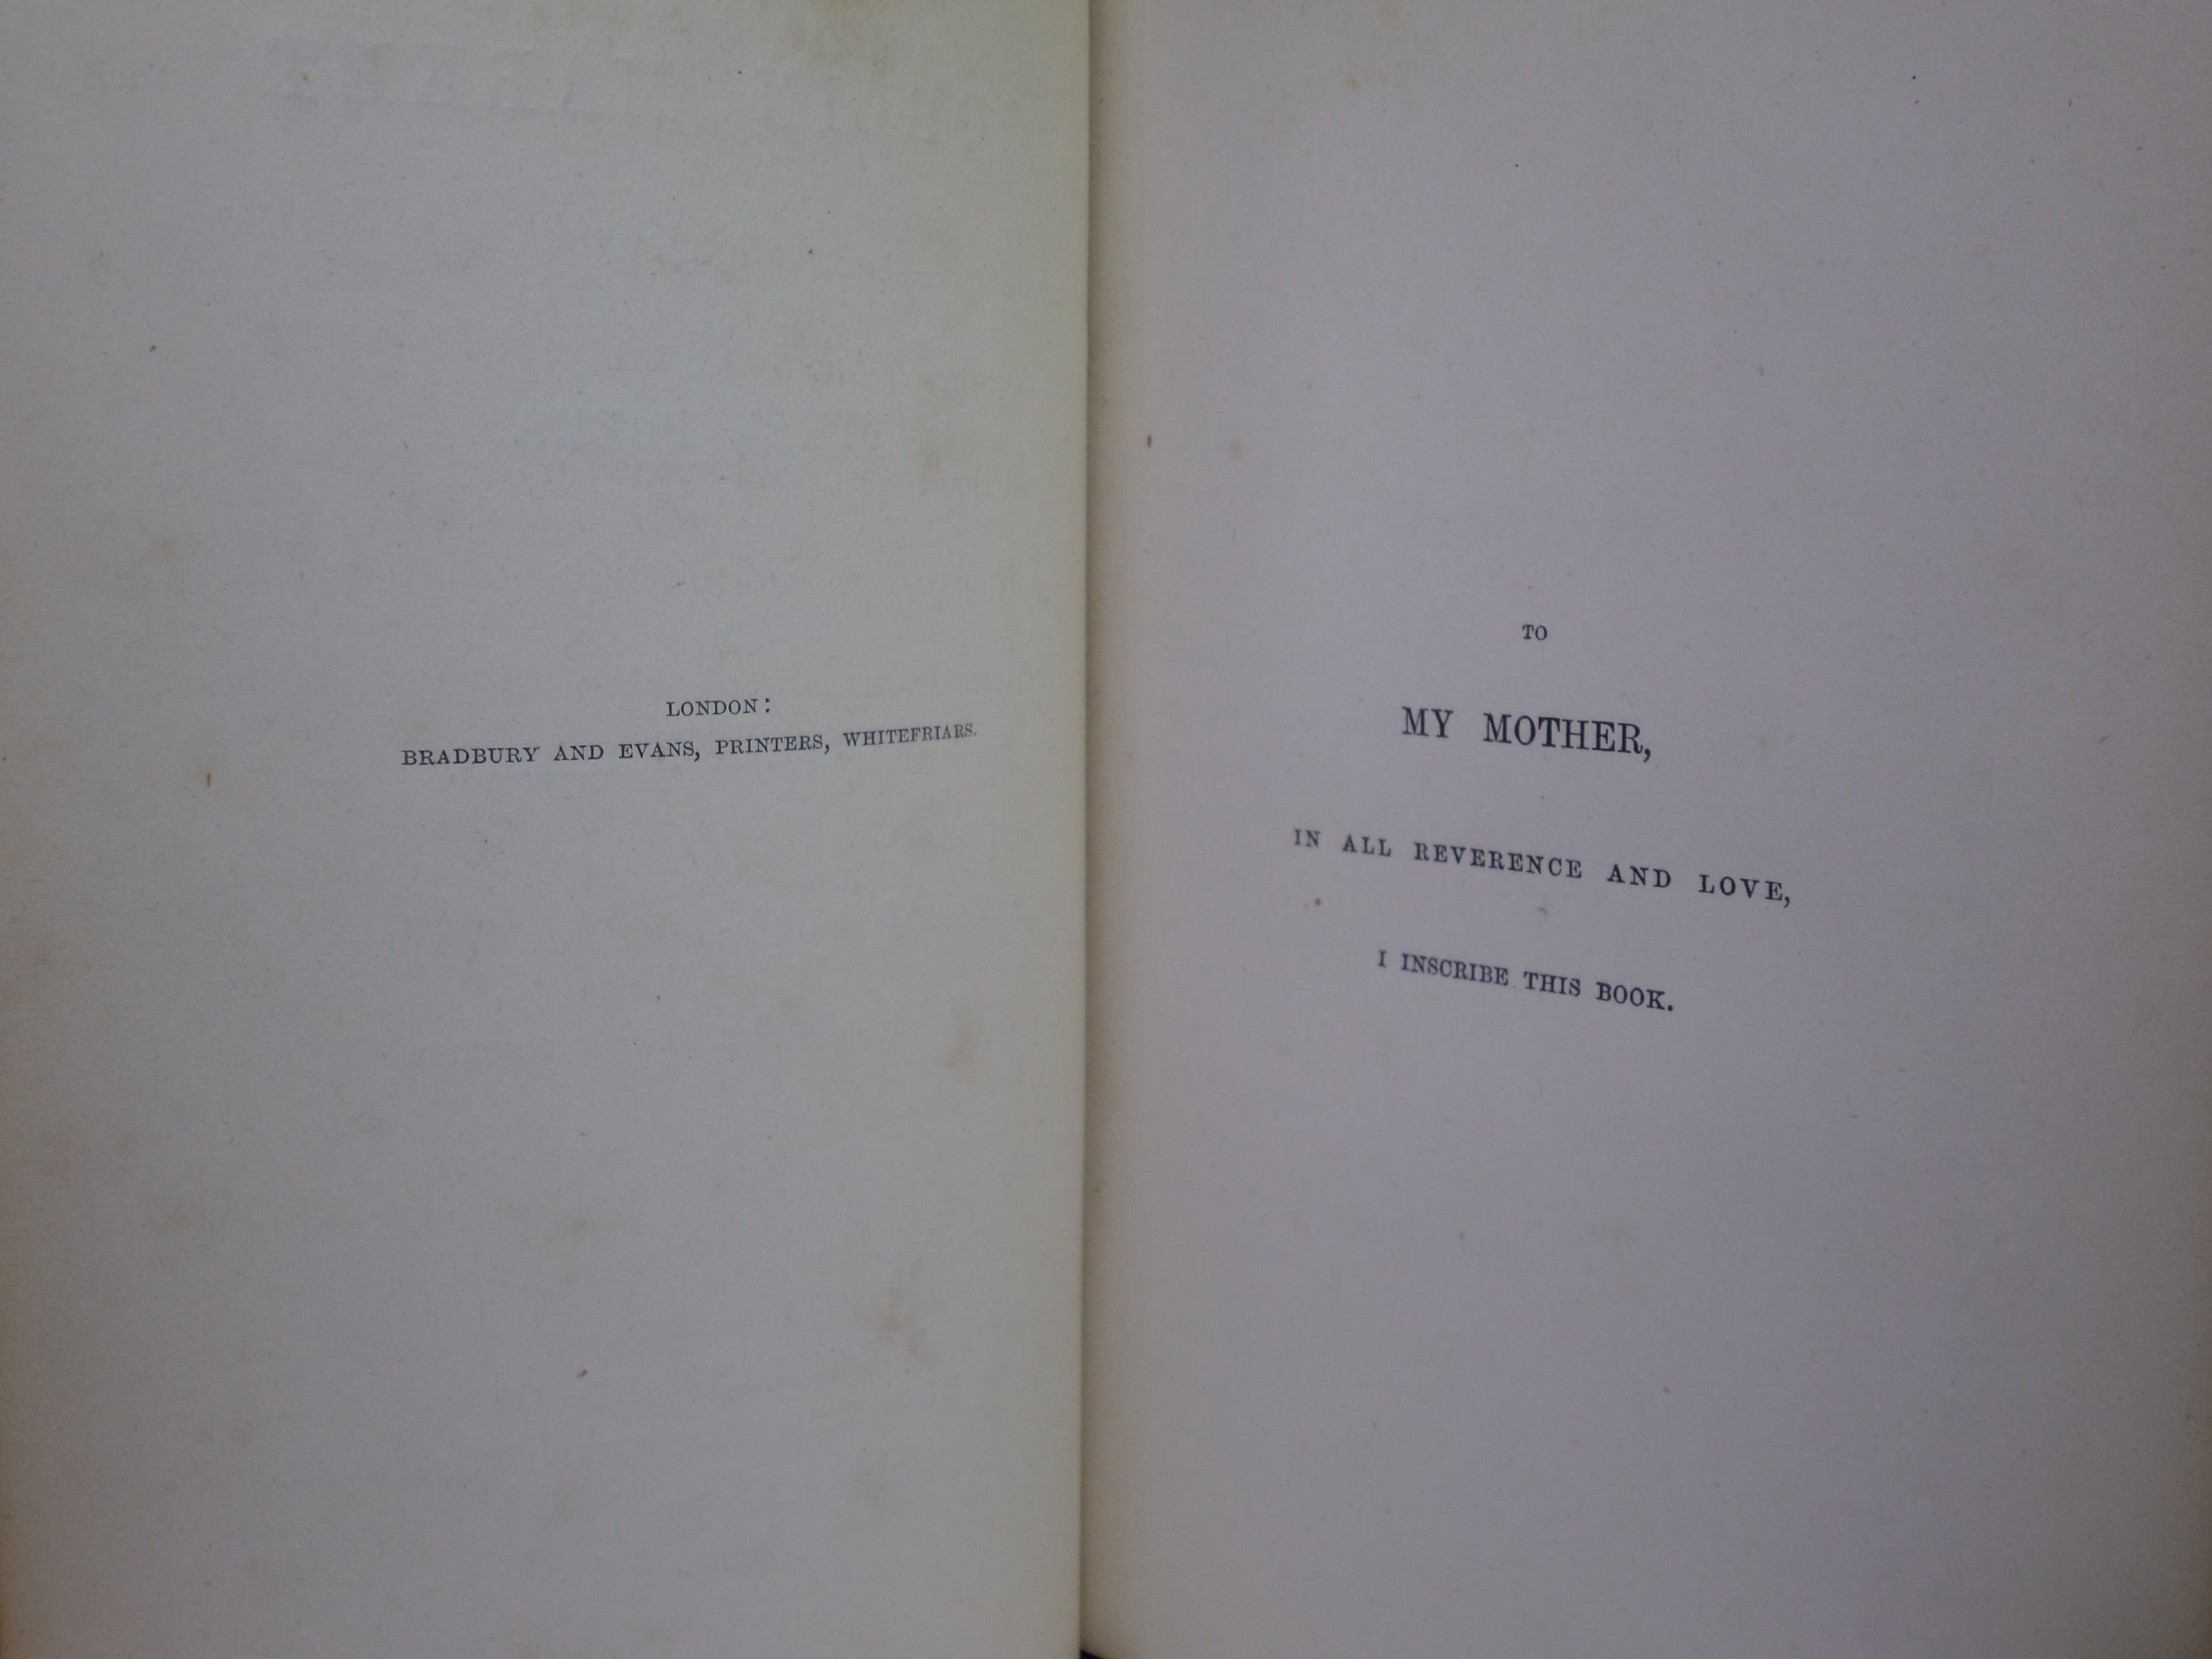 LONDON:
BRADBURY AND EVANS, PRINTERS, WHITEFRIARS.
TO
MY MOTHER,
IN ALL REVERENCE AND LOVE,
I INSCRIBE THIS BOOK.